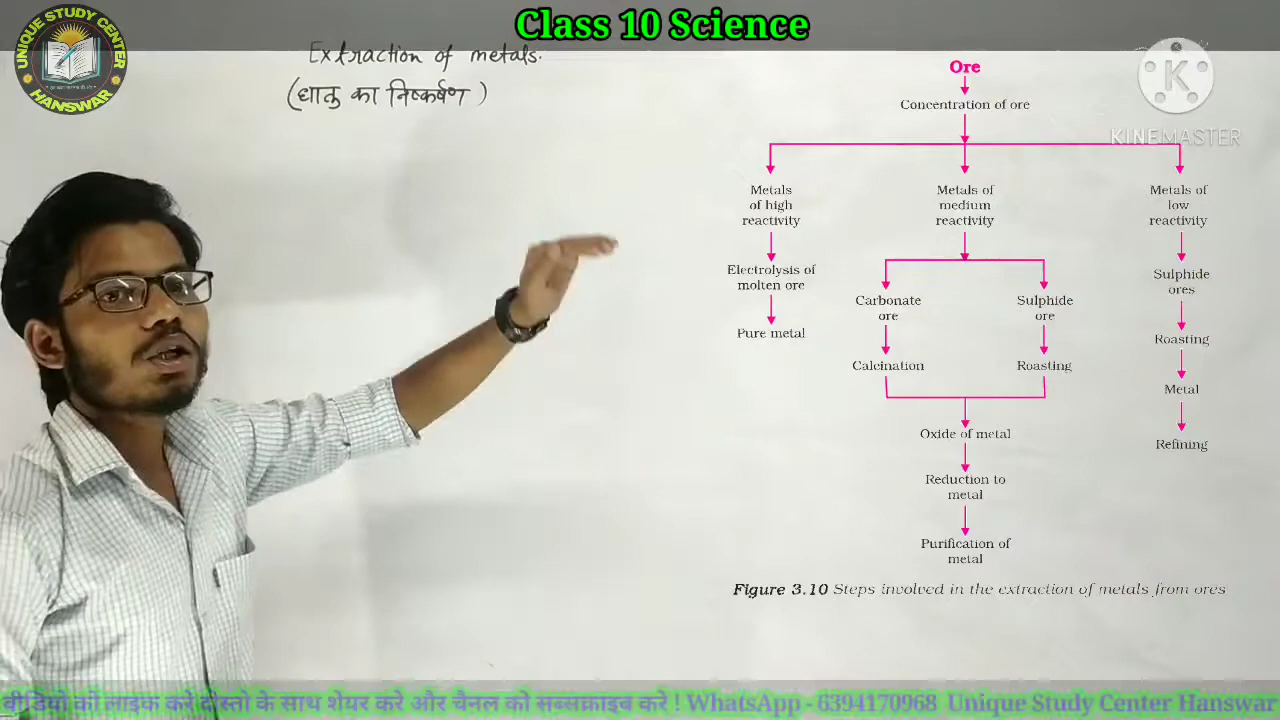 Class 10 Science
UNIQUE STUDY CENTER
HANSWAR
Extraction of metals.
(धातु का निष्कर्षण)
K
KINEMASTER
Ore
Concentration of ore
Metals
of high
reactivity
Electrolysis of
molten ore
Pure metal
Metals of
medium
reactivity
Carbonate
ore
Calcination
Sulphide
ore
Roasting
Oxide of metal
Reduction to
metal
Purification of
metal
Metals of
low
reactivity
Sulphide
ores
Roasting
Metal
Refining
Figure 3.10 Steps involved in the extraction of metals from ores
वीडियो को लाइक करे दोस्तो के साथ शेयर करे और चैनल को सब्सक्राइब करे ! WhatsApp - 6394170968 Unique Study Center Hanswar